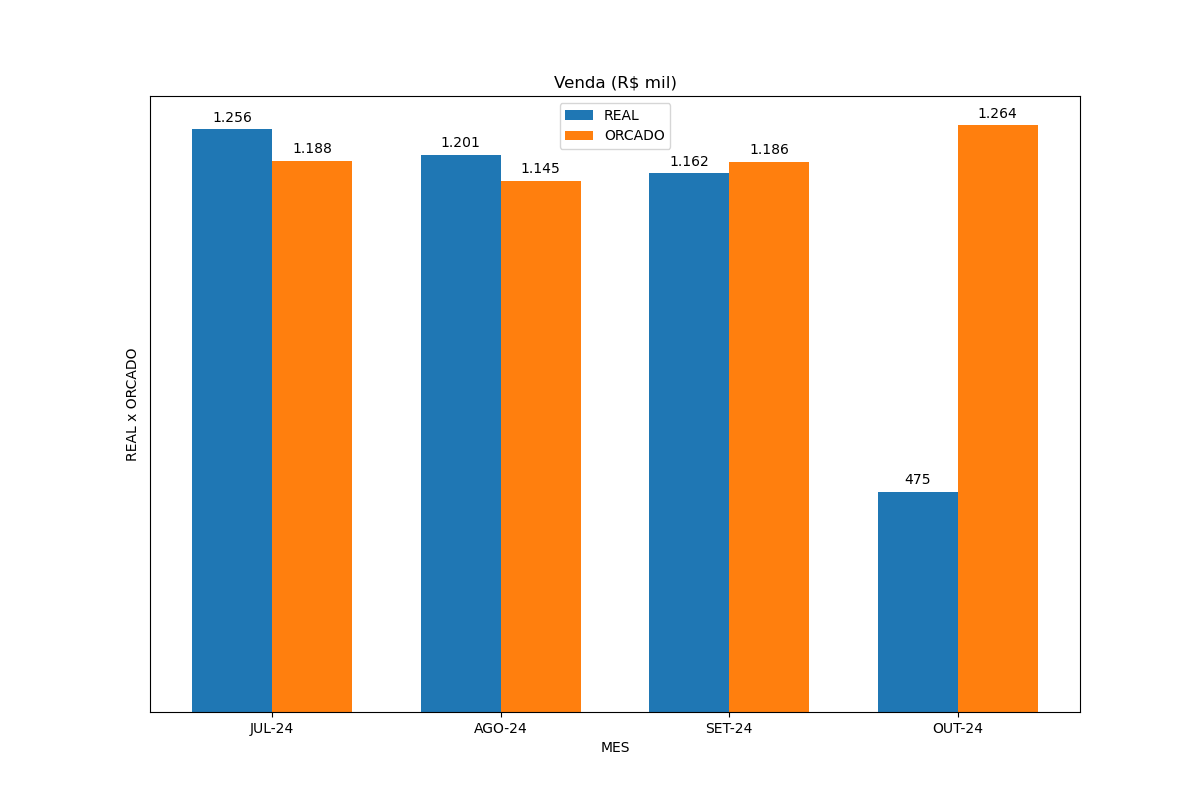 Venda (R$ mil)
REAL
ORCADO
1.256
1.188
1.201
1.145
1.162
1.186
475
1.264
REAL x ORCADO
JUL-24
AGO-24
SET-24
OUT-24
MES